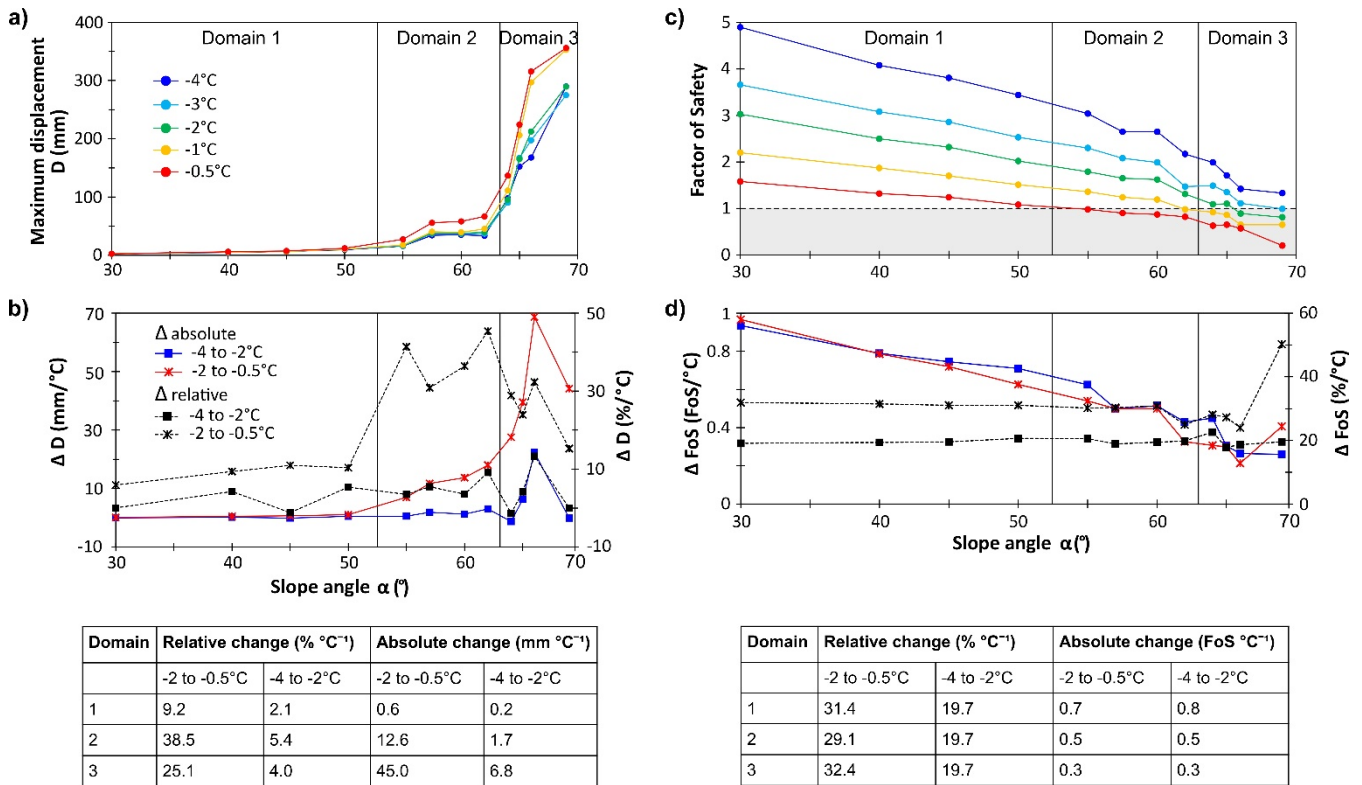 a)
Maximum displacement
D (mm)
400
300
200
100
0
Domain 1
Domain 2
Domain 3
-4°C
-3°C
-2°C
-1°C
-0.5°C
30
40
50
60
70
c)
Factor of Safety
5
4
3
2
1
0
Domain 1
Domain 2
Domain 3
30
40
50
60
70
b)
Δ D (mm/°C)
70
50
30
10
-10
Δ absolute
-4 to -2°C
-2 to -0.5°C
Δ relative
-4 to -2°C
-2 to -0.5°C
50
30
10
-10
Δ D (%/°C)
30
40
50
60
70
Slope angle α (°)
d)
Δ FoS (FoS/°C)
1
0.8
0.4
0
60
40
20
0
Δ FoS (%/°C)
30
40
50
60
70
Slope angle α (°)
Domain Relative change (% °C⁻¹) Absolute change (mm °C⁻¹)
-2 to -0.5°C -4 to -2°C -2 to -0.5°C -4 to -2°C
1 9.2 2.1 0.6 0.2
2 38.5 5.4 12.6 1.7
3 25.1 4.0 45.0 6.8
Domain Relative change (% °C⁻¹) Absolute change (FoS °C⁻¹)
-2 to -0.5°C -4 to -2°C -2 to -0.5°C -4 to -2°C
1 31.4 19.7 0.7 0.8
2 29.1 19.7 0.5 0.5
3 32.4 19.7 0.3 0.3